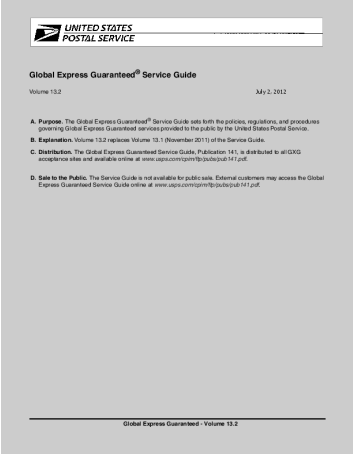 UNITED STATES
POSTAL SERVICE
Global Express Guaranteed® Service Guide
Volume 13.2 July 2, 2012
A. Purpose. The Global Express Guaranteed® Service Guide sets forth the policies, regulations, and procedures
governing Global Express Guaranteed services provided to the public by the United States Postal Service.
B. Explanation. Volume 13.2 replaces Volume 13.1 (November 2011) of the Service Guide.
C. Distribution. The Global Express Guaranteed Service Guide, Publication 141, is distributed to all GXG
acceptance sites and available online at www.usps.com/cpim/ftp/pubs/pub141.pdf.
D. Sale to the Public. The Service Guide is not available for public sale. External customers may access the Global
Express Guaranteed Service Guide online at www.usps.com/cpim/ftp/pubs/pub141.pdf.
Global Express Guaranteed - Volume 13.2